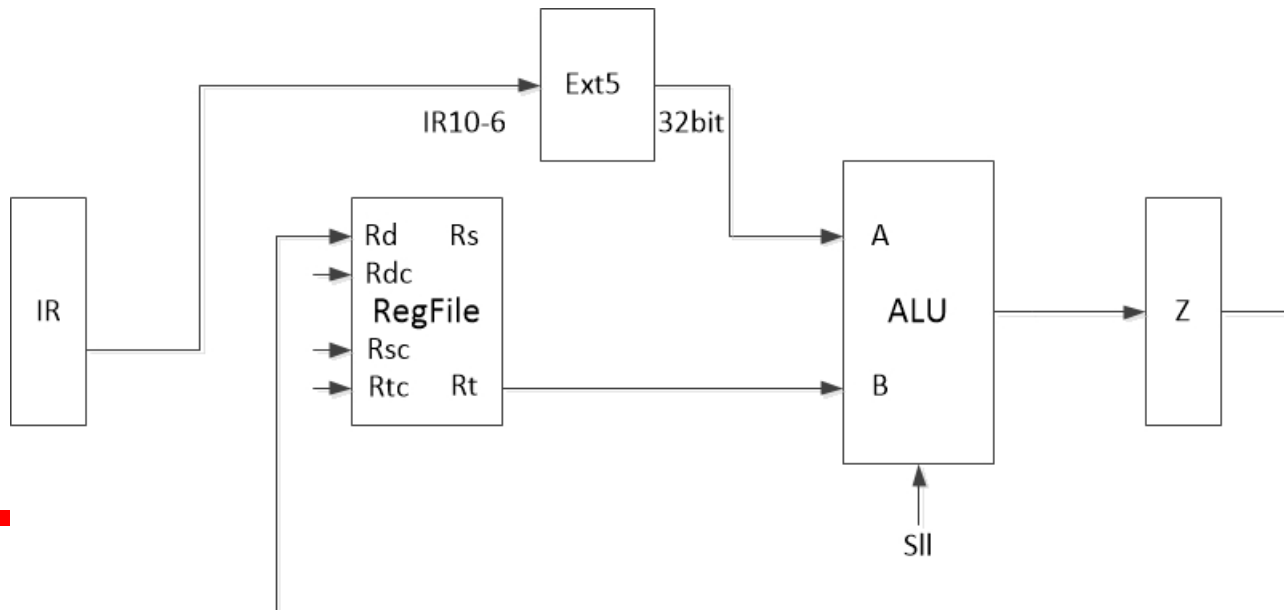 Ext5
IR10-6
32bit
IR
Rd
Rs
Rdc
RegFile
Rsc
Rtc
Rt
A
ALU
B
Z
Sll